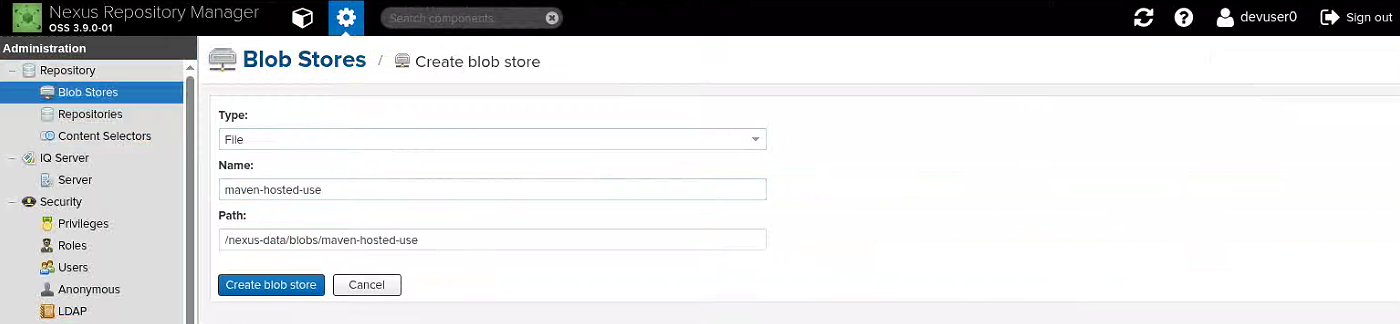 Nexus Repository Manager
OSS 3.9.0-01
Search components
devuser0
Sign out
Administration
Repository
Blob Stores
Repositories
Content Selectors
IQ Server
Server
Security
Privileges
Roles
Users
Anonymous
LDAP
Blob Stores / Create blob store
Type:
File
Name:
maven-hosted-use
Path:
/nexus-data/blobs/maven-hosted-use
Create blob store Cancel